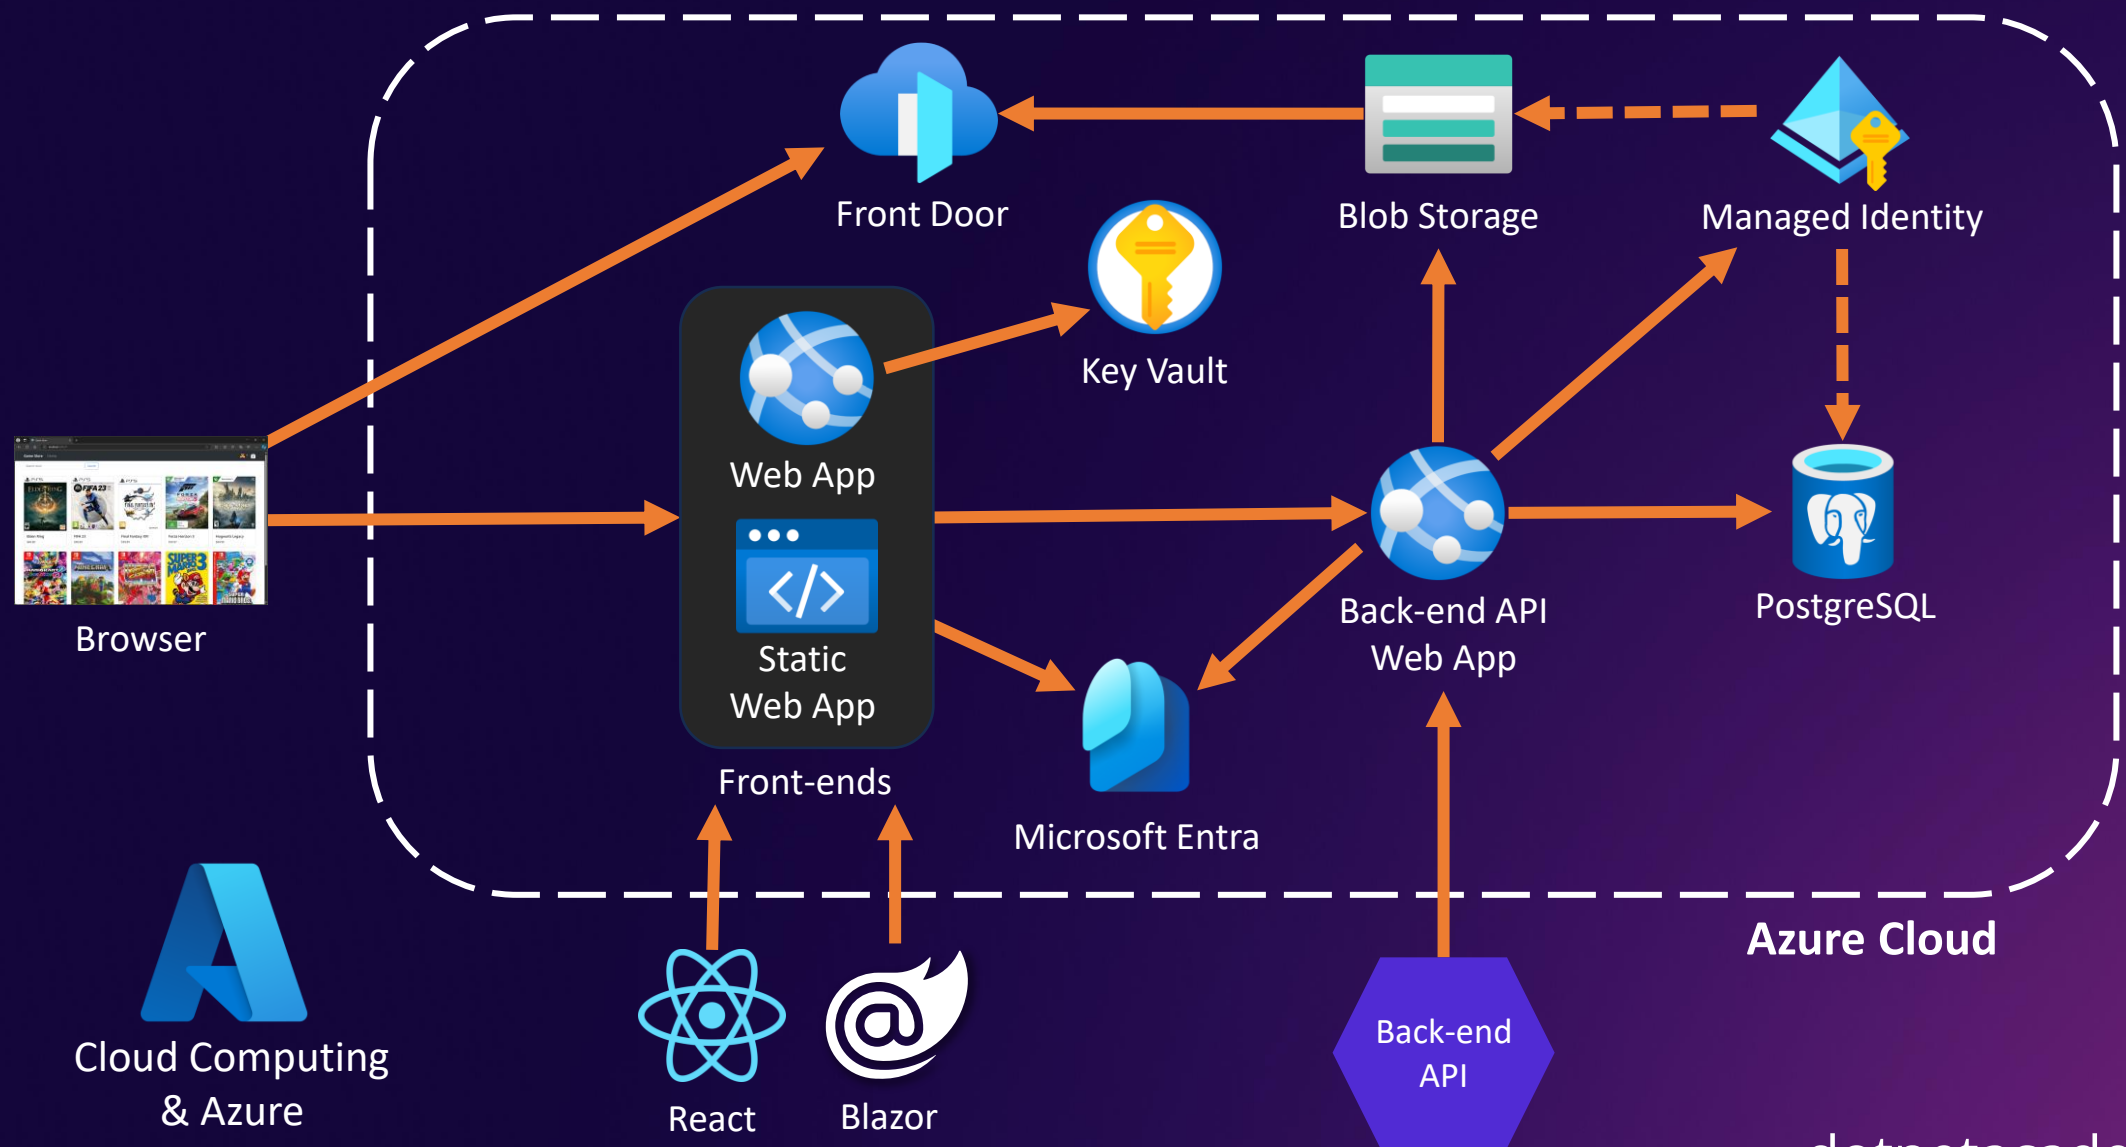 Front Door
Blob Storage
Managed Identity
Key Vault
Web App
Static
Web App
Front-ends
Browser
Back-end API
Web App
PostgreSQL
Microsoft Entra
Azure Cloud
Cloud Computing
& Azure
React
Blazor
Back-end
API